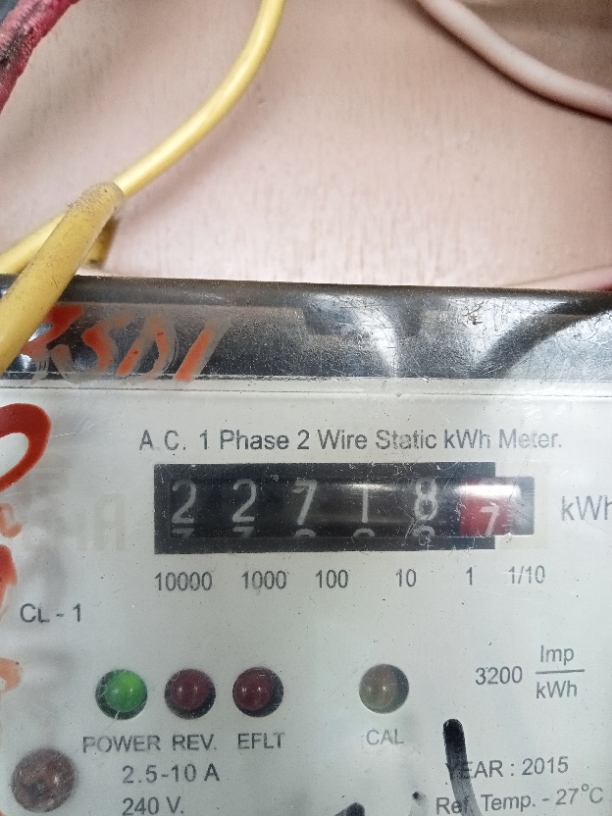 A.C. 1 Phase 2 Wire Static kWh Meter.
2 2 7 1 8 7 kWh
10000 1000 100 10 1 1/10
CL - 1
3200 Imp/kWh
POWER REV. EFLT CAL
2.5-10 A
YEAR : 2015
240 V.
Ref. Temp. - 27°C